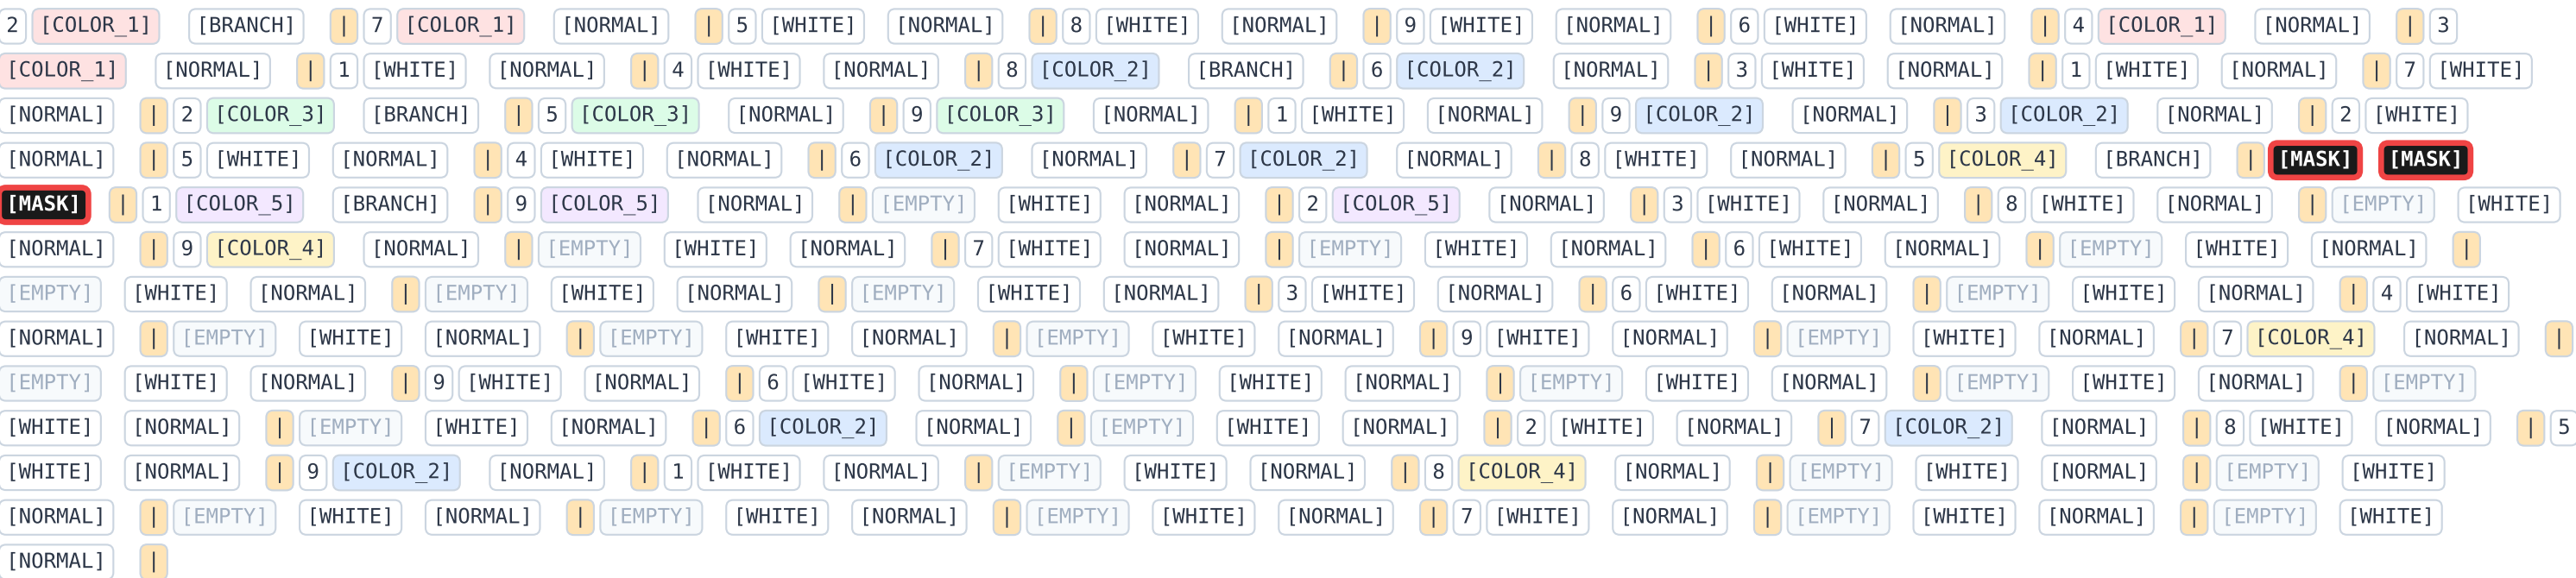 2 [COLOR_1] [BRANCH] | 7 [COLOR_1] [NORMAL] | 5 [WHITE] [NORMAL] | 8 [WHITE] [NORMAL] | 9 [WHITE] [NORMAL] | 6 [WHITE] [NORMAL] | 4 [COLOR_1] [NORMAL] | 3
[COLOR_1] [NORMAL] | 1 [WHITE] [NORMAL] | 4 [WHITE] [NORMAL] | 8 [COLOR_2] [BRANCH] | 6 [COLOR_2] [NORMAL] | 3 [WHITE] [NORMAL] | 1 [WHITE] [NORMAL] | 7 [WHITE]
[NORMAL] | 2 [COLOR_3] [BRANCH] | 5 [COLOR_3] [NORMAL] | 9 [COLOR_3] [NORMAL] | 1 [WHITE] [NORMAL] | 9 [COLOR_2] [NORMAL] | 3 [COLOR_2] [NORMAL] | 2 [WHITE]
[NORMAL] | 5 [WHITE] [NORMAL] | 4 [WHITE] [NORMAL] | 6 [COLOR_2] [NORMAL] | 7 [COLOR_2] [NORMAL] | 8 [WHITE] [NORMAL] | 5 [COLOR_4] [BRANCH] | [MASK] [MASK]
[MASK] | 1 [COLOR_5] [BRANCH] | 9 [COLOR_5] [NORMAL] | [EMPTY] [WHITE] [NORMAL] | 2 [COLOR_5] [NORMAL] | 3 [WHITE] [NORMAL] | 8 [WHITE] [NORMAL] | [EMPTY] [WHITE]
[NORMAL] | 9 [COLOR_4] [NORMAL] | [EMPTY] [WHITE] [NORMAL] | 7 [WHITE] [NORMAL] | [EMPTY] [WHITE] [NORMAL] | 6 [WHITE] [NORMAL] | [EMPTY] [WHITE] [NORMAL] |
[EMPTY] [WHITE] [NORMAL] | [EMPTY] [WHITE] [NORMAL] | [EMPTY] [WHITE] [NORMAL] | 3 [WHITE] [NORMAL] | 6 [WHITE] [NORMAL] | [EMPTY] [WHITE] [NORMAL] | 4 [WHITE]
[NORMAL] | [EMPTY] [WHITE] [NORMAL] | [EMPTY] [WHITE] [NORMAL] | [EMPTY] [WHITE] [NORMAL] | 9 [WHITE] [NORMAL] | [EMPTY] [WHITE] [NORMAL] | 7 [COLOR_4] [NORMAL] |
[EMPTY] [WHITE] [NORMAL] | 9 [WHITE] [NORMAL] | 6 [WHITE] [NORMAL] | [EMPTY] [WHITE] [NORMAL] | [EMPTY] [WHITE] [NORMAL] | [EMPTY] [WHITE] [NORMAL] | [EMPTY]
[WHITE] [NORMAL] | [EMPTY] [WHITE] [NORMAL] | 6 [COLOR_2] [NORMAL] | [EMPTY] [WHITE] [NORMAL] | 2 [WHITE] [NORMAL] | 7 [COLOR_2] [NORMAL] | 8 [WHITE] [NORMAL] | 5
[WHITE] [NORMAL] | 9 [COLOR_2] [NORMAL] | 1 [WHITE] [NORMAL] | [EMPTY] [WHITE] [NORMAL] | 8 [COLOR_4] [NORMAL] | [EMPTY] [WHITE] [NORMAL] | [EMPTY] [WHITE]
[NORMAL] | [EMPTY] [WHITE] [NORMAL] | [EMPTY] [WHITE] [NORMAL] | [EMPTY] [WHITE] [NORMAL] | 7 [WHITE] [NORMAL] | [EMPTY] [WHITE] [NORMAL] | [EMPTY] [WHITE]
[NORMAL] |